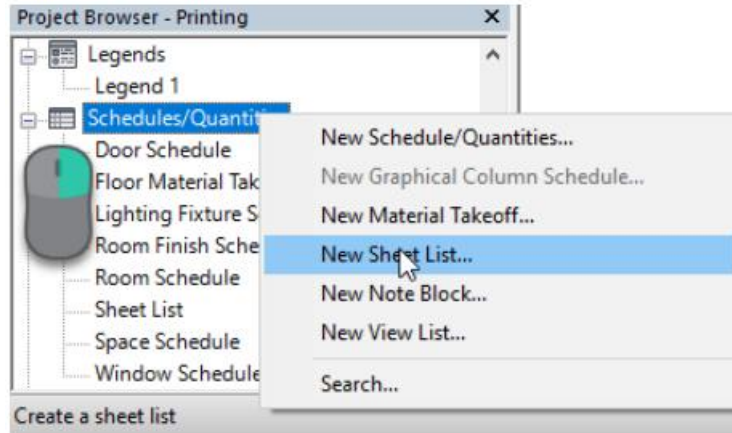 Project Browser - Printing
Legends
Legend 1
Schedules/Quantiti
Door Schedule
Floor Material Tak
Lighting Fixture S
Room Finish Sche
Room Schedule
Sheet List
Space Schedule
Window Schedule
New Schedule/Quantities...
New Graphical Column Schedule...
New Material Takeoff...
New Sheet List...
New Note Block...
New View List...
Search...
Create a sheet list